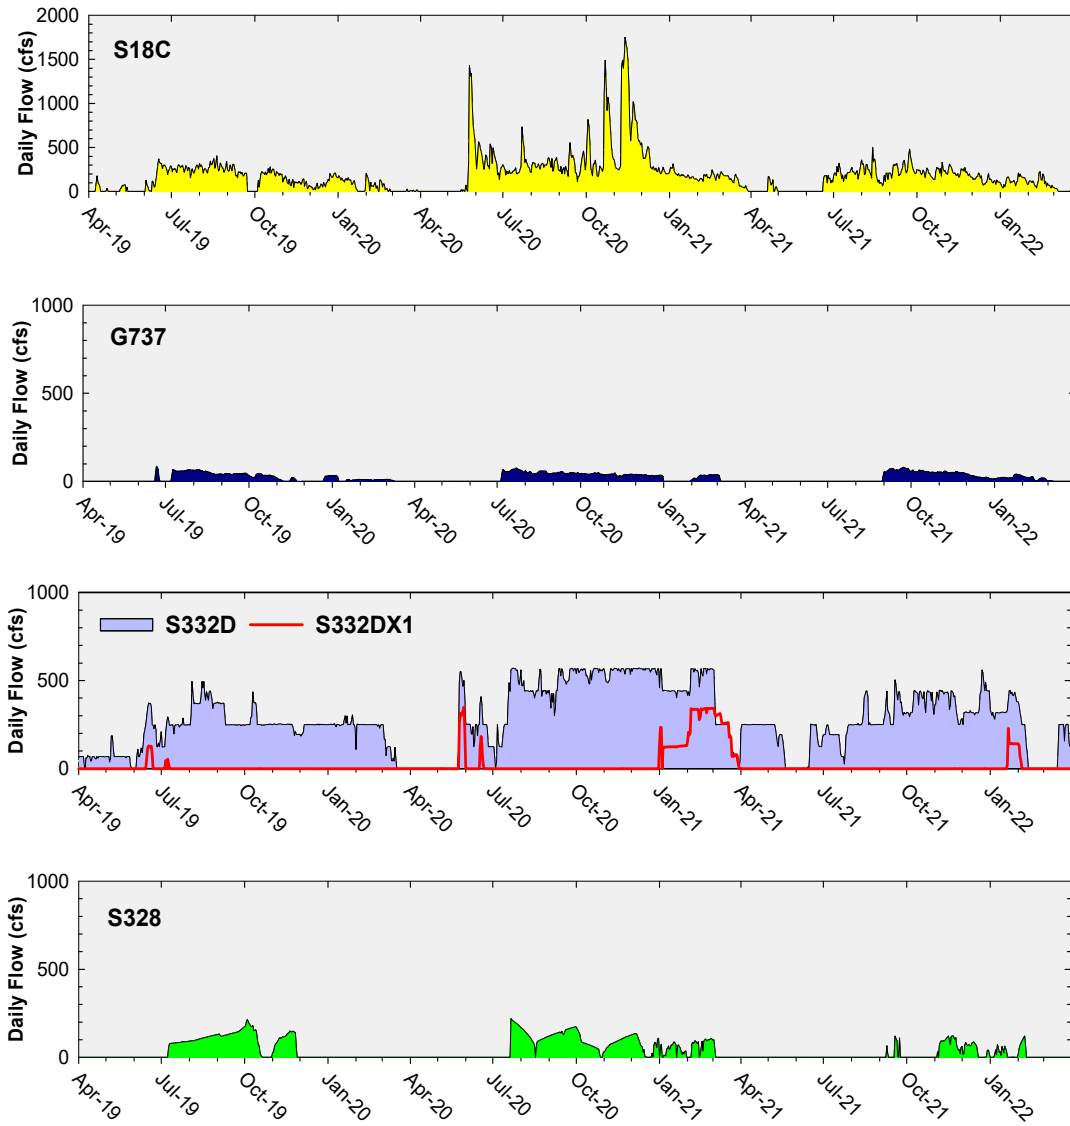 2000
1500
1000
500
0
Daily Flow (cfs)
S18C
Apr-19
Jul-19
Oct-19
Jan-20
Apr-20
Jul-20
Oct-20
Jan-21
Apr-21
Jul-21
Oct-21
Jan-22
1000
500
0
Daily Flow (cfs)
G737
Apr-19
Jul-19
Oct-19
Jan-20
Apr-20
Jul-20
Oct-20
Jan-21
Apr-21
Jul-21
Oct-21
Jan-22
1000
500
0
Daily Flow (cfs)
S332D S332DX1
Apr-19
Jul-19
Oct-19
Jan-20
Apr-20
Jul-20
Oct-20
Jan-21
Apr-21
Jul-21
Oct-21
Jan-22
1000
500
0
Daily Flow (cfs)
S328
Apr-19
Jul-19
Oct-19
Jan-20
Apr-20
Jul-20
Oct-20
Jan-21
Apr-21
Jul-21
Oct-21
Jan-22